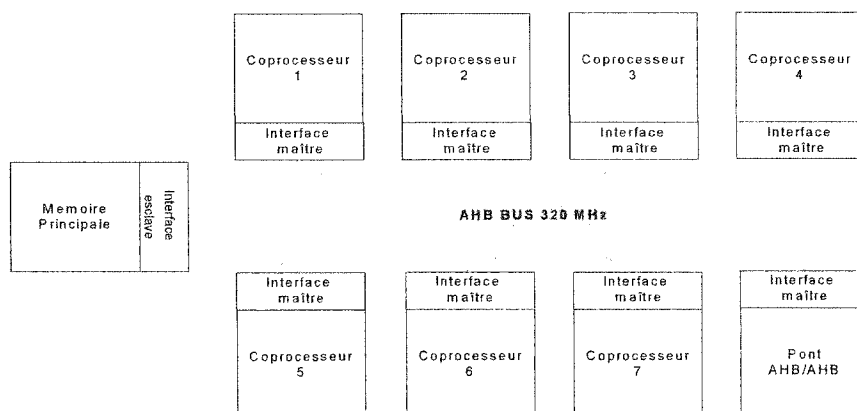 Coprocesseur
1
Interface
maître
Coprocesseur
2
Interface
maître
Coprocesseur
3
Interface
maître
Coprocesseur
4
Interface
maître
Memoire
Principale
Interface
esclave
AHB BUS 320 MHz
Interface
maître
Coprocesseur
5
Interface
maître
Coprocesseur
6
Interface
maître
Coprocesseur
7
Interface
maître
Pont
AHB/AHB